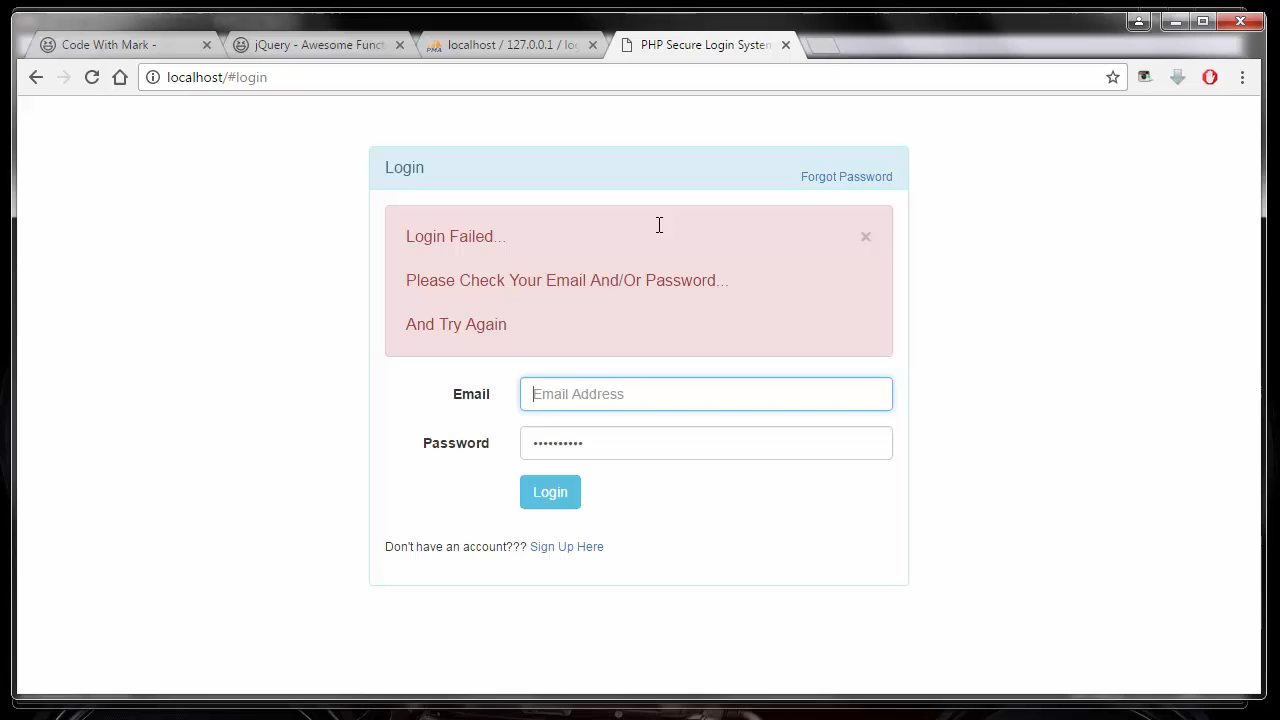 Code With Mark -
jQuery - Awesome Funct
localhost / 127.0.0.1 / log
PHP Secure Login System
localhost/#login
Login
Forgot Password
Login Failed...
×
Please Check Your Email And/Or Password...
And Try Again
Email
Email Address
Password
••••••••••
Login
Don't have an account??? Sign Up Here